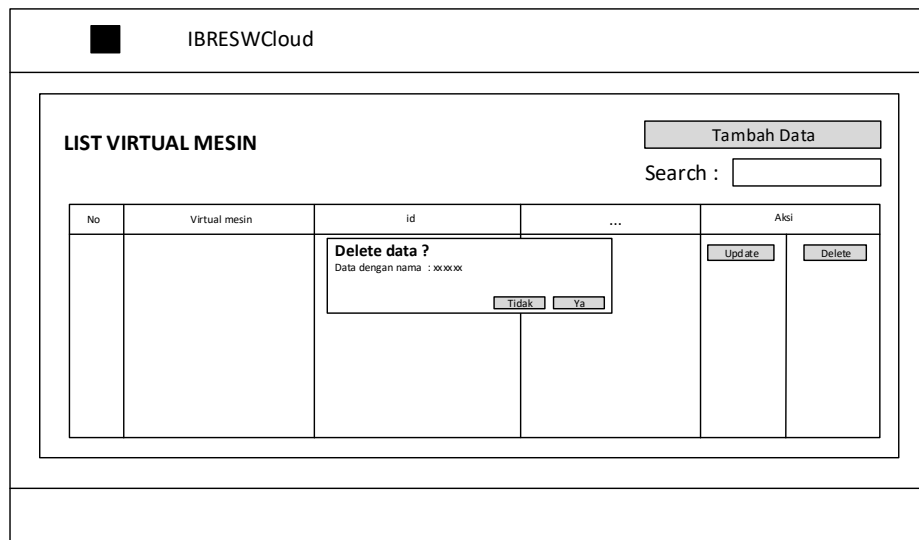 IBRESWCloud
LIST VIRTUAL MESIN
Tambah Data
Search :
No Virtual mesin id ... Aksi
Delete data ?
Data dengan nama : xxxxxx
Tidak Ya
Update Delete